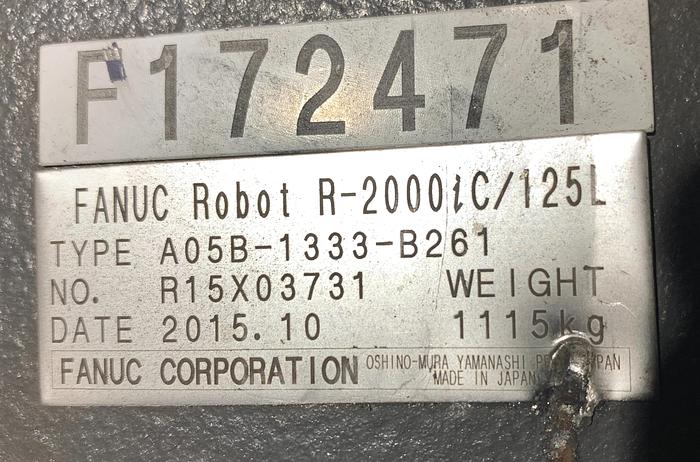 F172471
FANUC Robot R-2000iC/125L
TYPE A05B-1333-B261
NO. R15X03731 WEIGHT
DATE 2015.10 1115kg
FANUC CORPORATION OSHINO-MURA YAMANASHI
MADE IN JAPAN